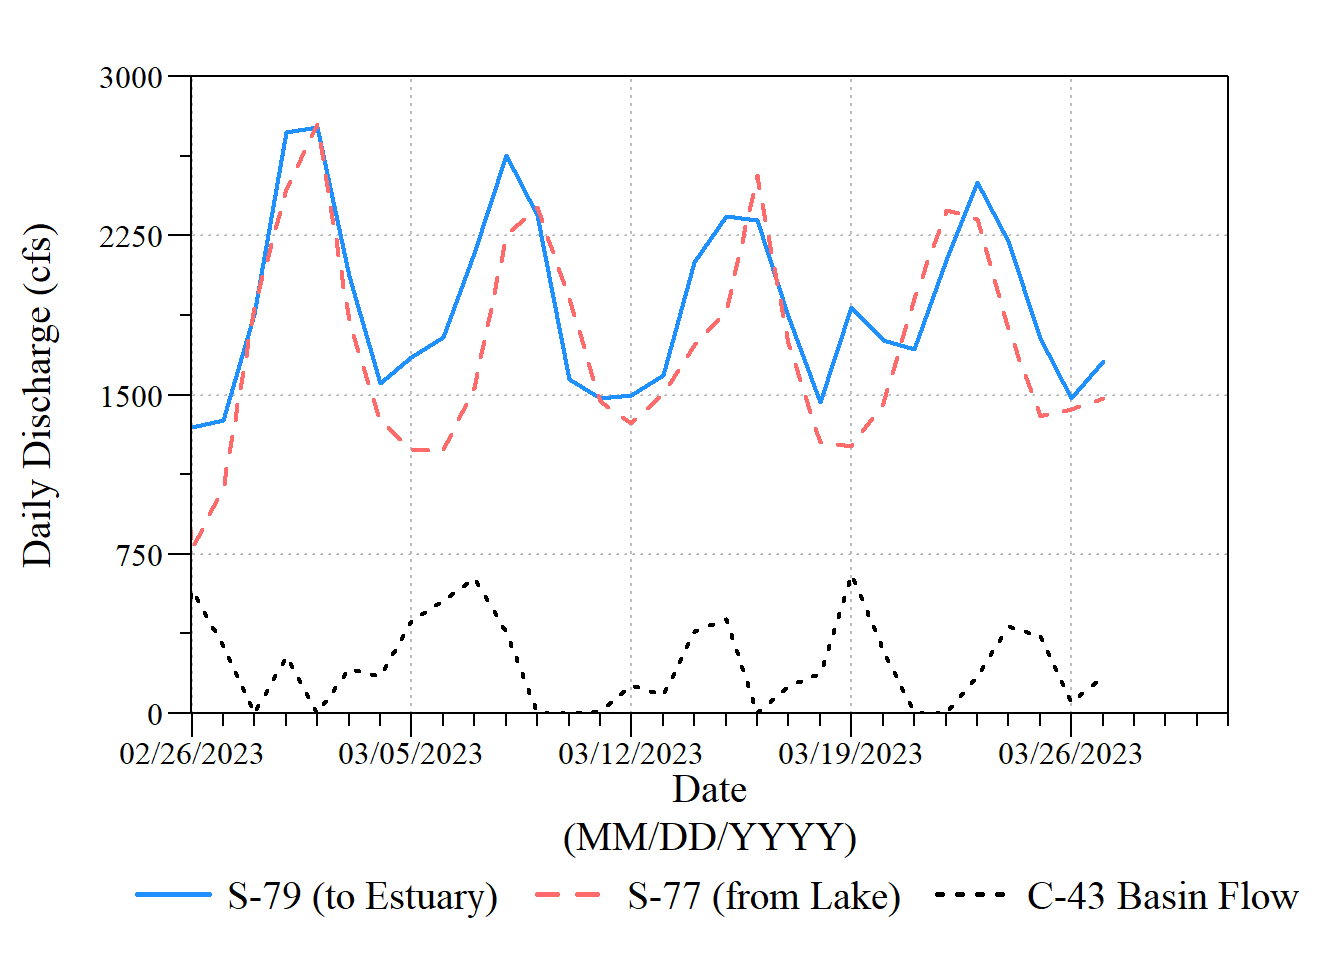 3000
2250
1500
750
0
Daily Discharge (cfs)
02/26/2023 03/05/2023 03/12/2023 03/19/2023 03/26/2023
Date
(MM/DD/YYYY)
S-79 (to Estuary) S-77 (from Lake) C-43 Basin Flow